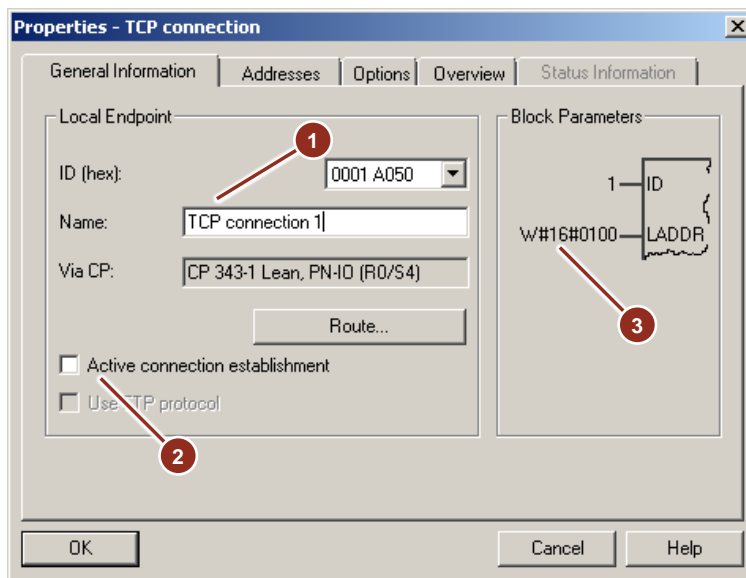 Properties - TCP connection
General Information
Addresses
Options
Overview
Status Information
Local Endpoint
Block Parameters
1
ID (hex):
0001 A050
1
ID
Name:
TCP connection 1
W#16#0100
LADDR
Via CP:
CP 343-1 Lean, PN-IO (R0/S4)
Route...
3
Active connection establishment
Use FTP protocol
2
OK
Cancel
Help